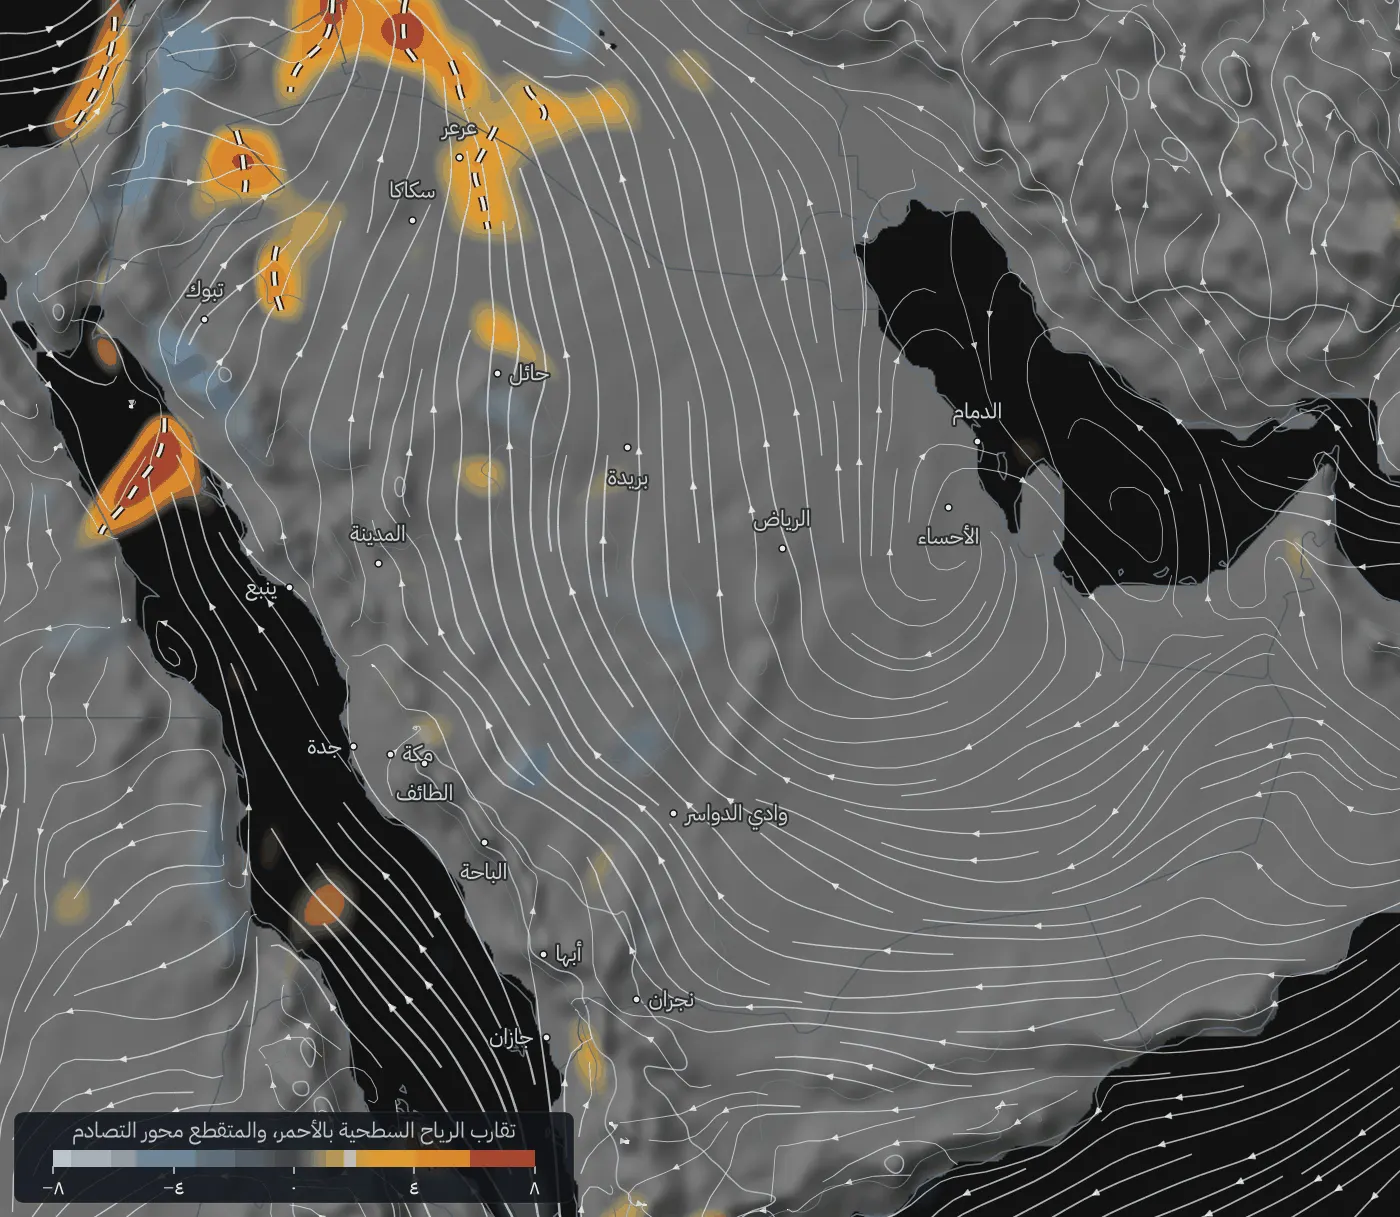 عرعر
سكاكا
تبوك
حائل
الدمام
بريدة
الأحساء
الرياض
المدينة
ينبع
جدة
مكة
الطائف
وادي الدواسر
الباحة
أبها
نجران
جازان
تقارب الرياح السطحية بالأحمر، والمتقطع محور التصادم
−٨ −٤ ٠ ٤ ٨